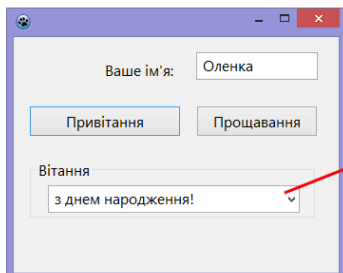 Ваше ім'я: Оленка
Привітання Прощавання
Вітання
з днем народження!